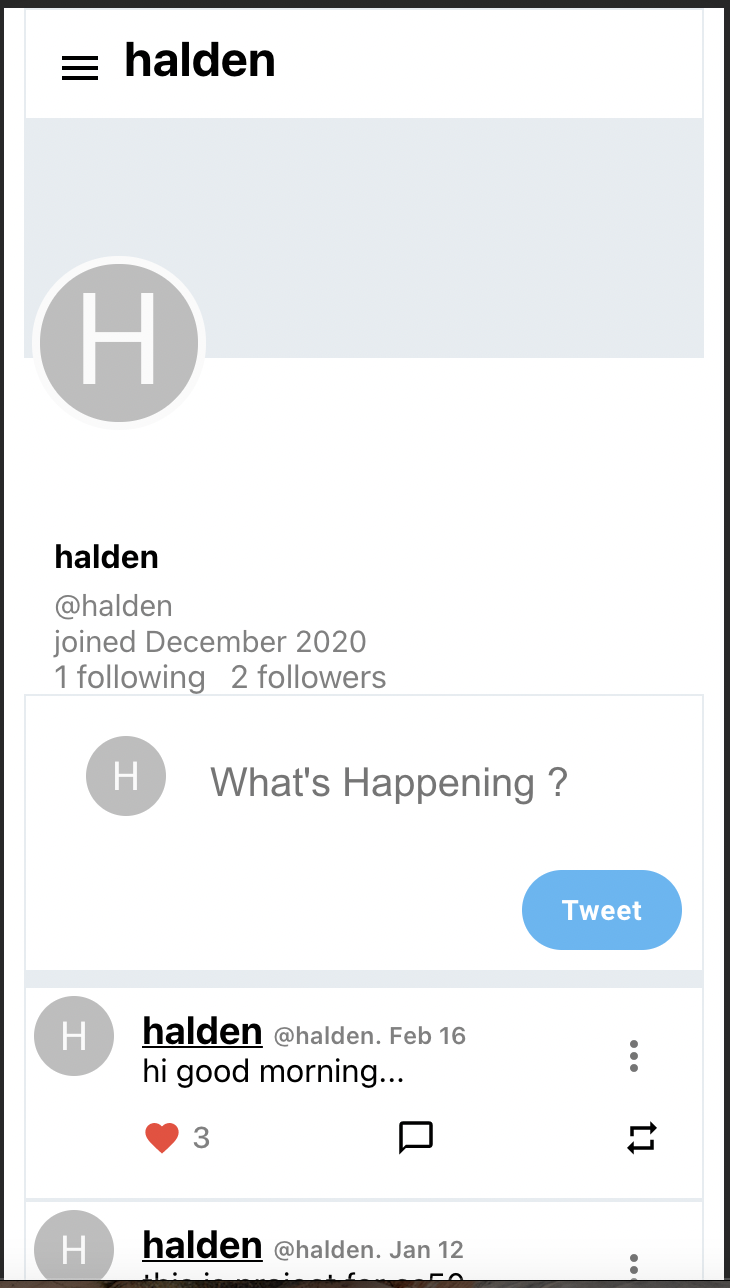 halden
H
halden
@halden
joined December 2020
1 following 2 followers
H What's Happening ?
Tweet
H halden @halden. Feb 16
hi good morning...
3
H halden @halden. Jan 12